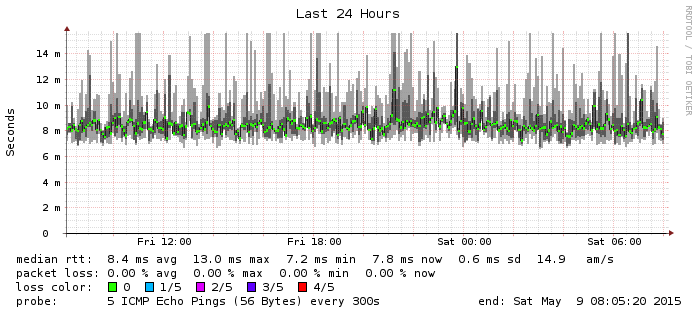 Last 24 Hours
RRDTOOL / TOBI OETIKER
Seconds
14 m
12 m
10 m
8 m
6 m
4 m
2 m
0
Fri 12:00 Fri 18:00 Sat 00:00 Sat 06:00
median rtt: 8.4 ms avg 13.0 ms max 7.2 ms min 7.8 ms now 0.6 ms sd 14.9 am/s
packet loss: 0.00 % avg 0.00 % max 0.00 % min 0.00 % now
loss color: 0 1/5 2/5 3/5 4/5
probe: 5 ICMP Echo Pings (56 Bytes) every 300s end: Sat May 9 08:05:20 2015